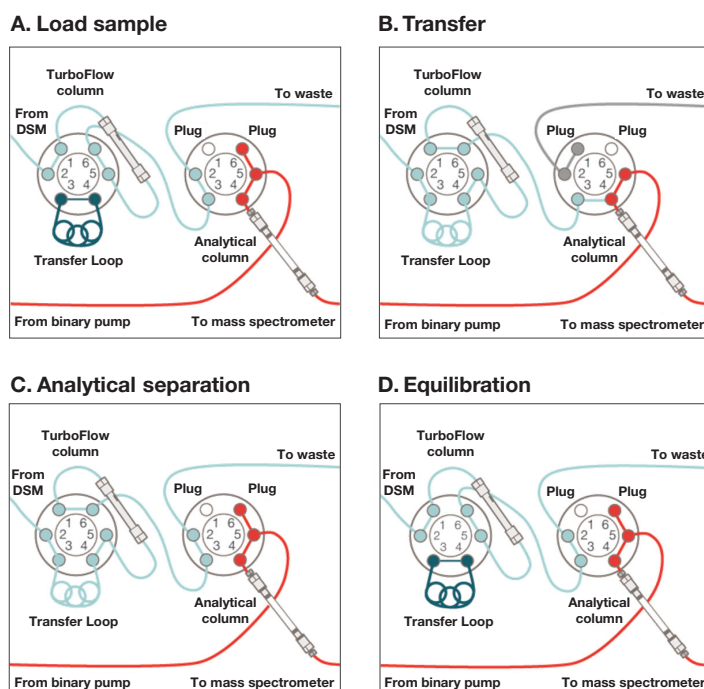 A. Load sample
TurboFlow
column
From
DSM
To waste
Plug
Plug
1 6
2 5
3 4
1 6
2 5
3 4
Transfer Loop
Analytical
column
From binary pump
To mass spectrometer
B. Transfer
TurboFlow
column
From
DSM
To waste
Plug
Plug
1 6
2 5
3 4
1 6
2 5
3 4
Transfer Loop
Analytical
column
From binary pump
To mass spectrometer
C. Analytical separation
TurboFlow
column
From
DSM
To waste
Plug
Plug
1 6
2 5
3 4
1 6
2 5
3 4
Transfer Loop
Analytical
column
From binary pump
To mass spectrometer
D. Equilibration
TurboFlow
column
From
DSM
To waste
Plug
Plug
1 6
2 5
3 4
1 6
2 5
3 4
Transfer Loop
Analytical
column
From binary pump
To mass spectrometer